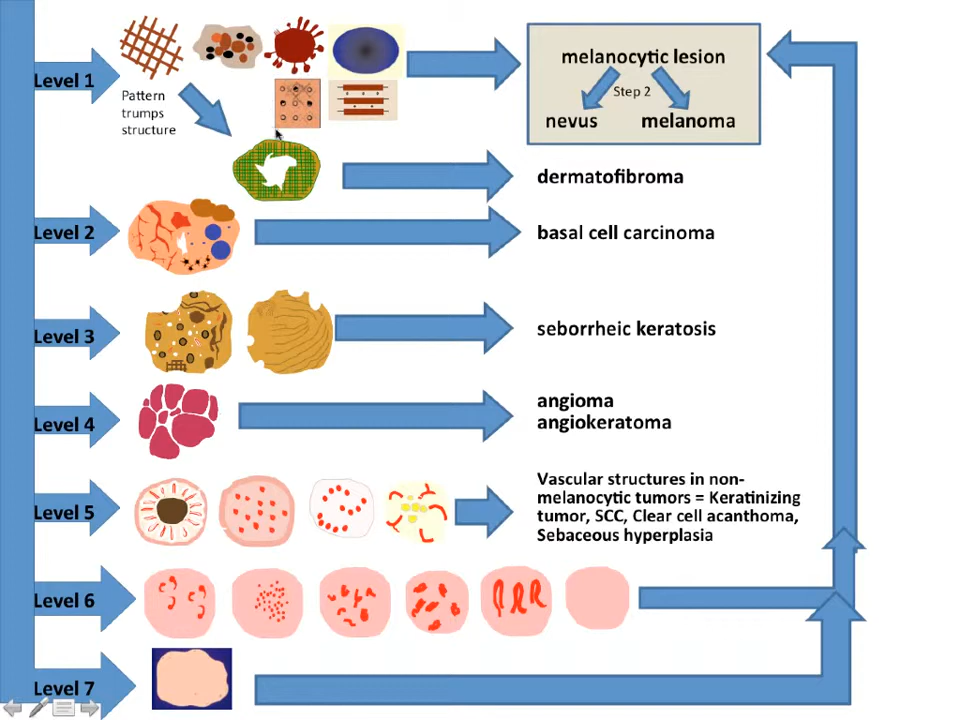 Level 1
Pattern
trumps
structure
melanocytic lesion
Step 2
nevus melanoma
dermatofibroma
Level 2
basal cell carcinoma
Level 3
seborrheic keratosis
Level 4
angioma
angiokeratoma
Level 5
Vascular structures in non-
melanocytic tumors = Keratinizing
tumor, SCC, Clear cell acanthoma,
Sebaceous hyperplasia
Level 6
Level 7